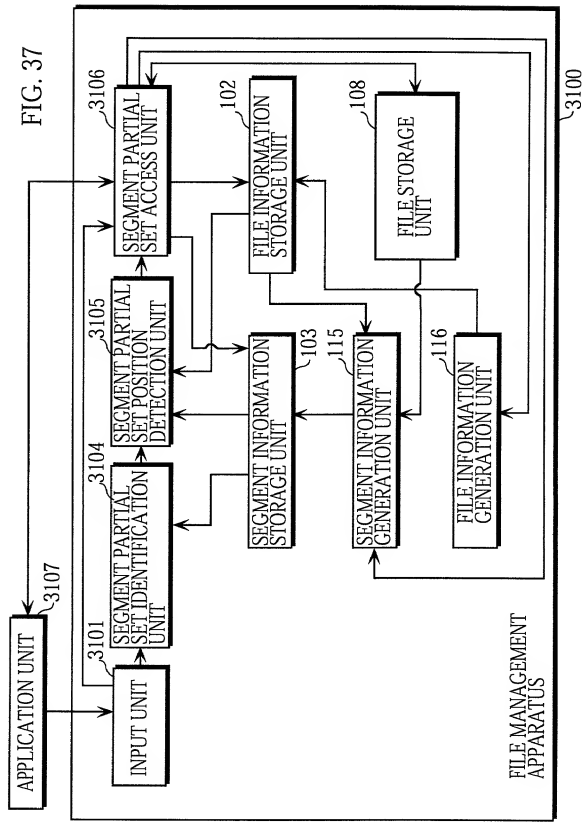 FIG. 37
APPLICATION UNIT
3107
INPUT UNIT
3101
SEGMENT PARTIAL
SET IDENTIFICATION
UNIT
3104
SEGMENT PARTIAL
SET POSITION
DETECTION UNIT
3105
SEGMENT PARTIAL
SET ACCESS UNIT
3106
SEGMENT INFORMATION
STORAGE UNIT
103
FILE INFORMATION
STORAGE UNIT
102
SEGMENT INFORMATION
GENERATION UNIT
115
FILE STORAGE
UNIT
108
FILE INFORMATION
GENERATION UNIT
116
FILE MANAGEMENT
APPARATUS
3100